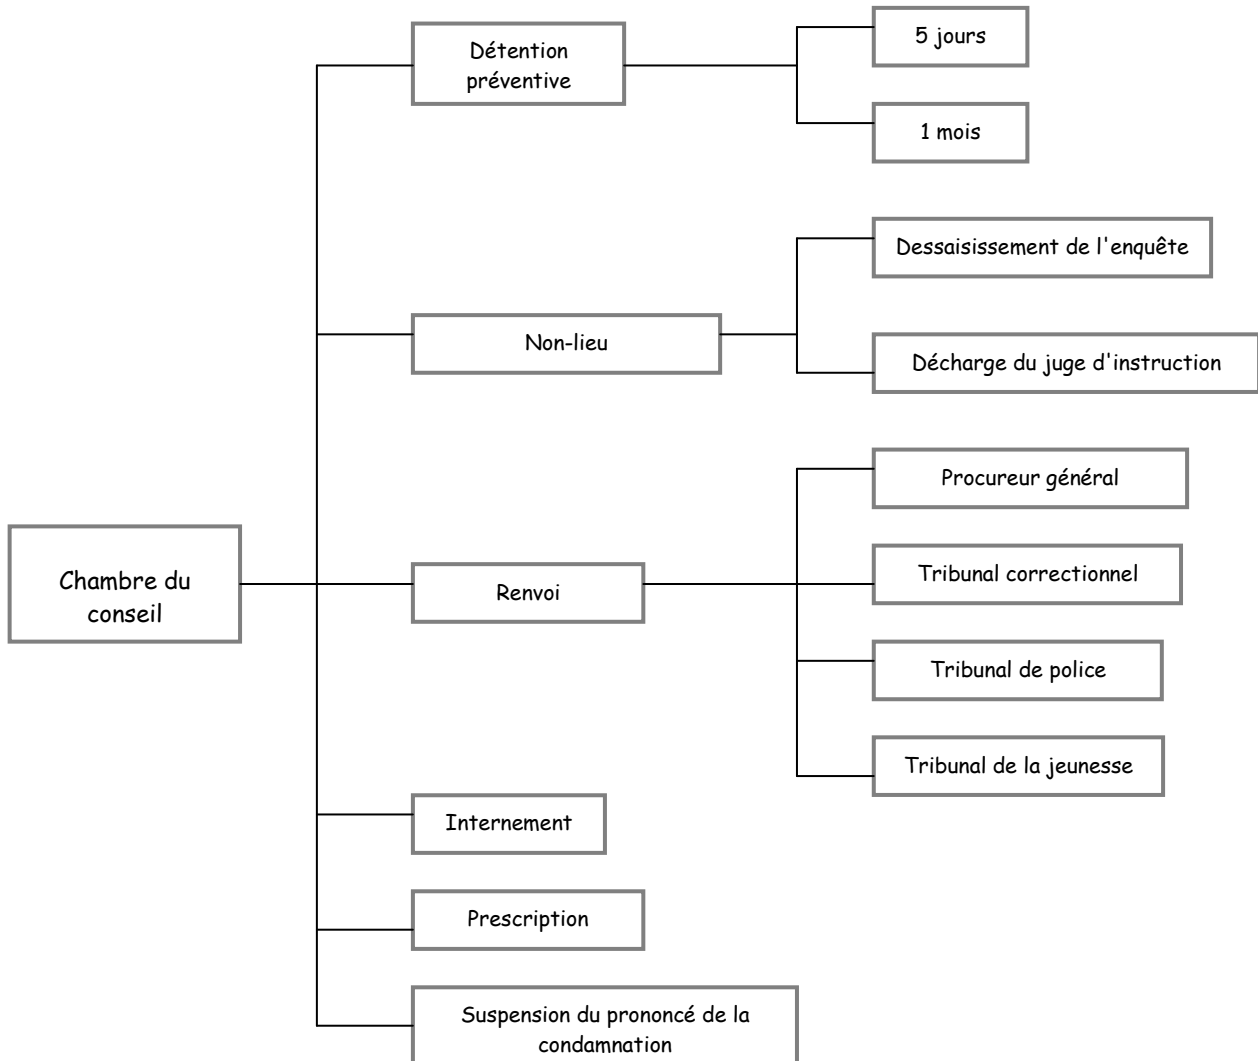 Détention
préventive
5 jours
1 mois
Dessaisissement de l'enquête
Non-lieu
Décharge du juge d'instruction
Procureur général
Chambre du
conseil
Renvoi
Tribunal correctionnel
Tribunal de police
Tribunal de la jeunesse
Internement
Prescription
Suspension du prononcé de la
condamnation